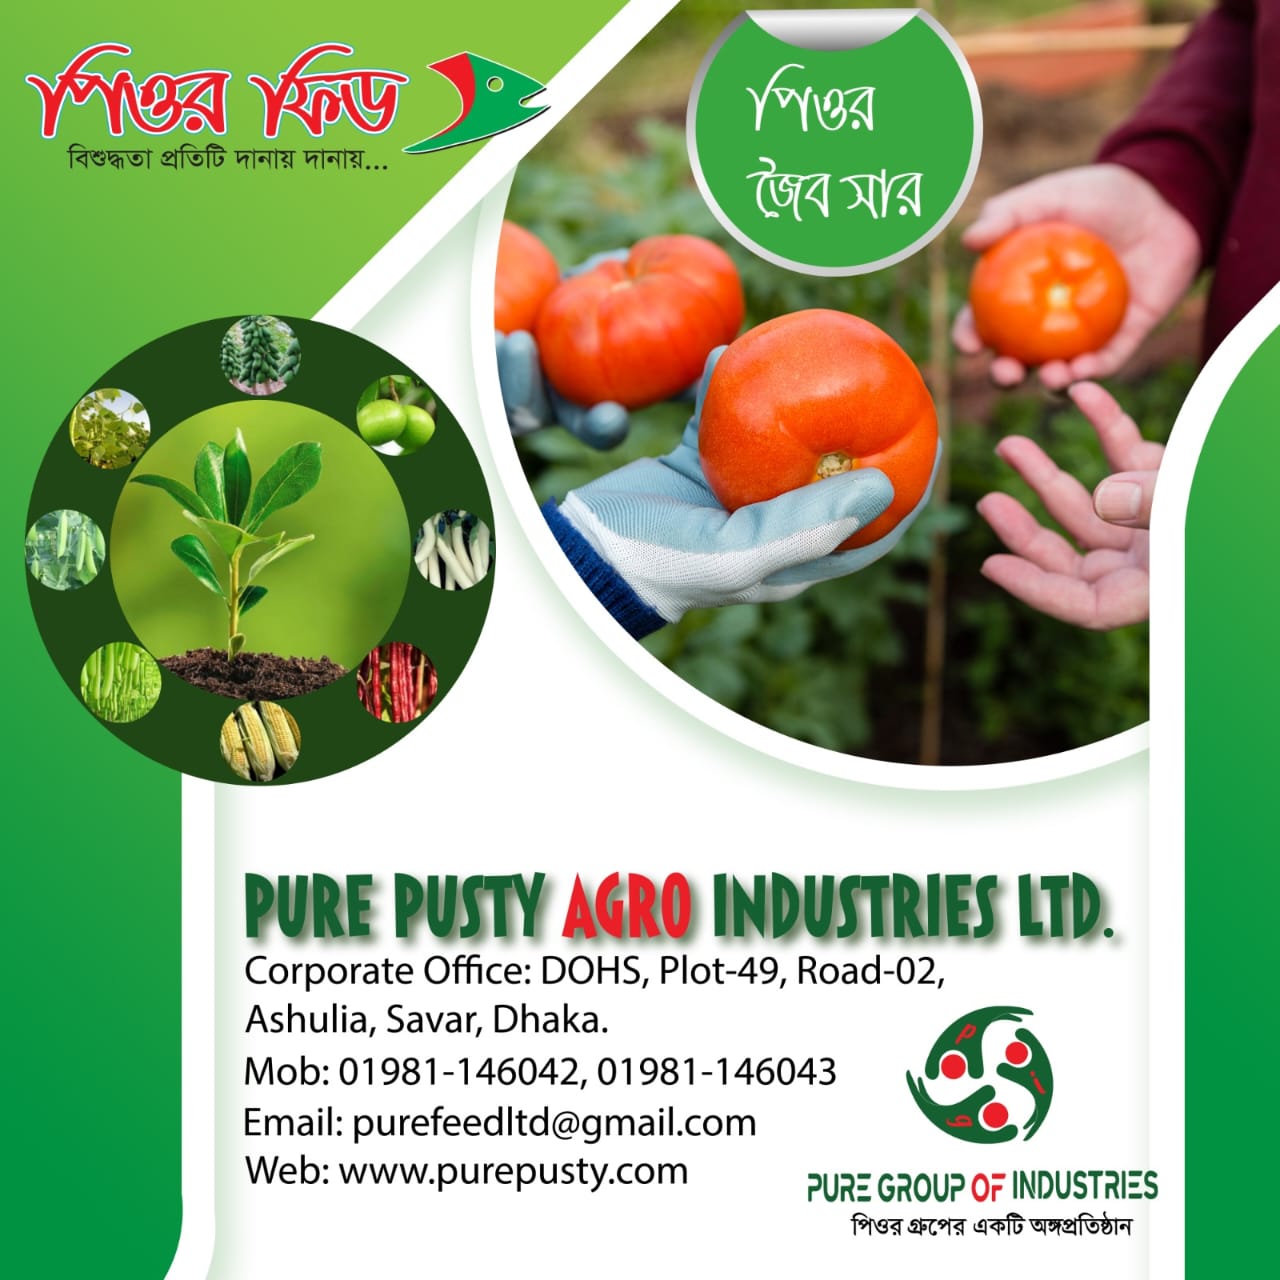 পিওর ফিড
বিশুদ্ধতা প্রতিটি দানায় দানায়...
পিওর
জৈব সার
PURE PUSTY AGRO INDUSTRIES LTD.
Corporate Office: DOHS, Plot-49, Road-02,
Ashulia, Savar, Dhaka.
Mob: 01981-146042, 01981-146043
Email: purefeedltd@gmail.com
Web: www.purepusty.com
P
i
g
PURE GROUP OF INDUSTRIES
পিওর গ্রুপের একটি অঙ্গপ্রতিষ্ঠান